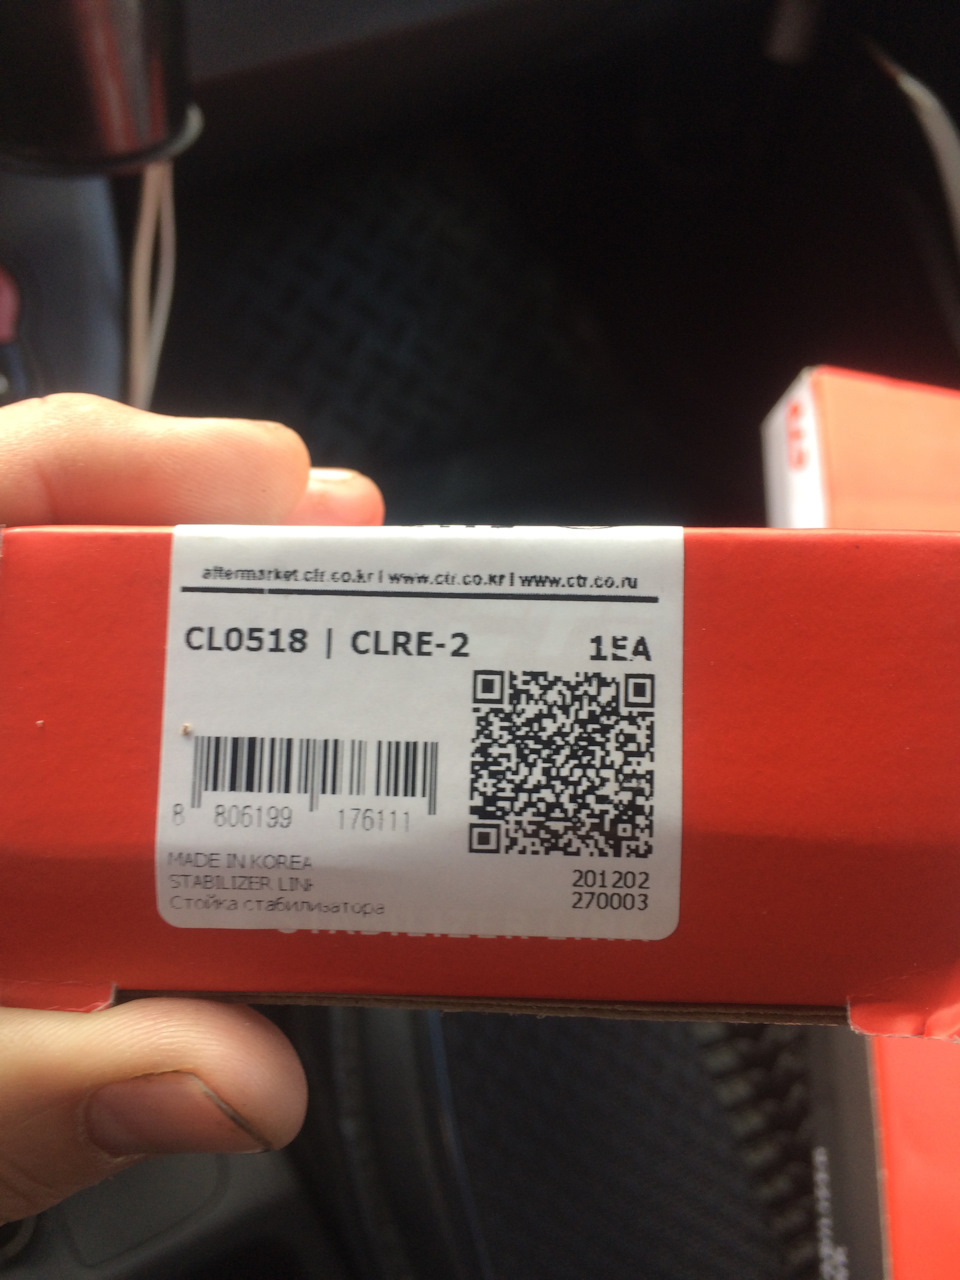 aftermarket.ctr.co.kr | www.ctr.co.kr | www.ctr.co.ru
CL0518 | CLRE-2
1EA
8 806199 176111
MADE IN KOREA
STABILIZER LINK
Стойка стабилизатора
201202
270003